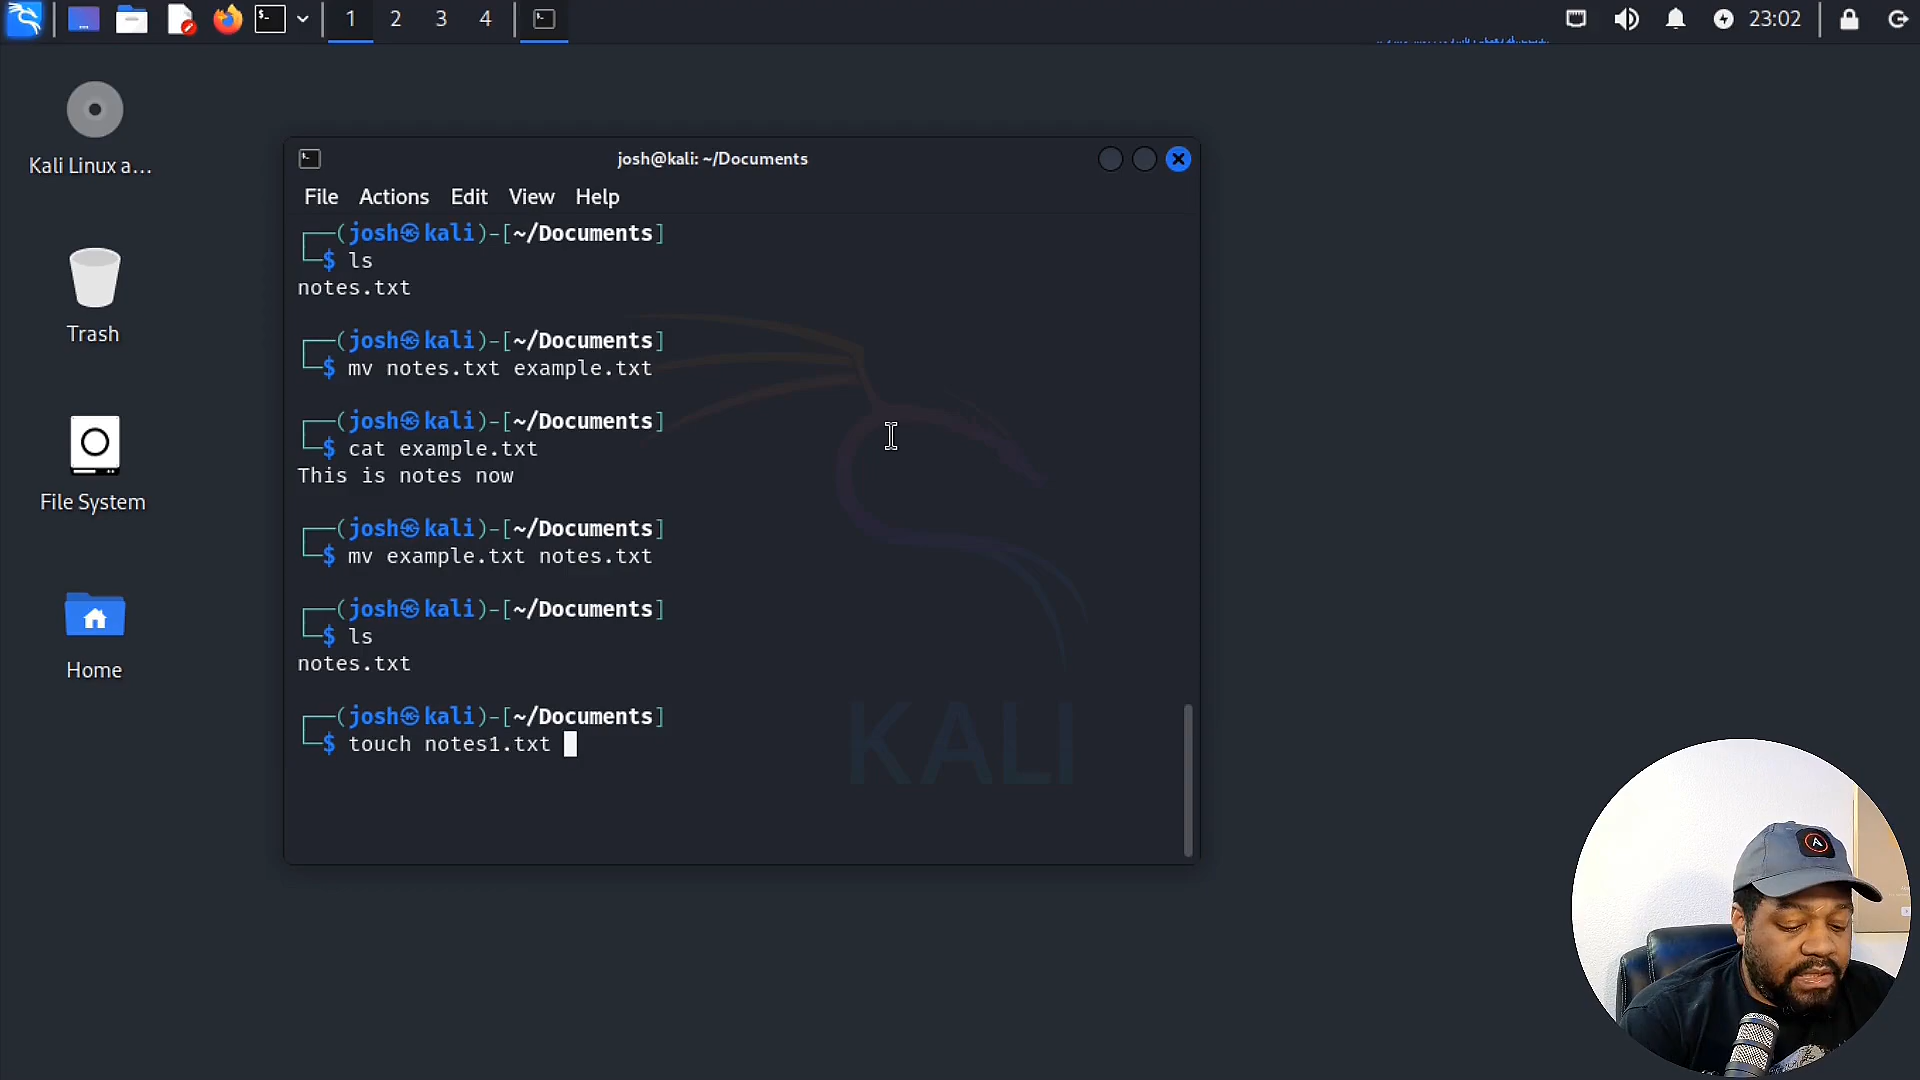 1 2 3 4 23:02
Kali Linux a...
Trash
File System
Home
josh@kali: ~/Documents
File Actions Edit View Help
┌──(josh㉿kali)-[~/Documents]
└─$ ls
notes.txt
┌──(josh㉿kali)-[~/Documents]
└─$ mv notes.txt example.txt
┌──(josh㉿kali)-[~/Documents]
└─$ cat example.txt
This is notes now
┌──(josh㉿kali)-[~/Documents]
└─$ mv example.txt notes.txt
┌──(josh㉿kali)-[~/Documents]
└─$ ls
notes.txt
┌──(josh㉿kali)-[~/Documents]
└─$ touch notes1.txt
KALI